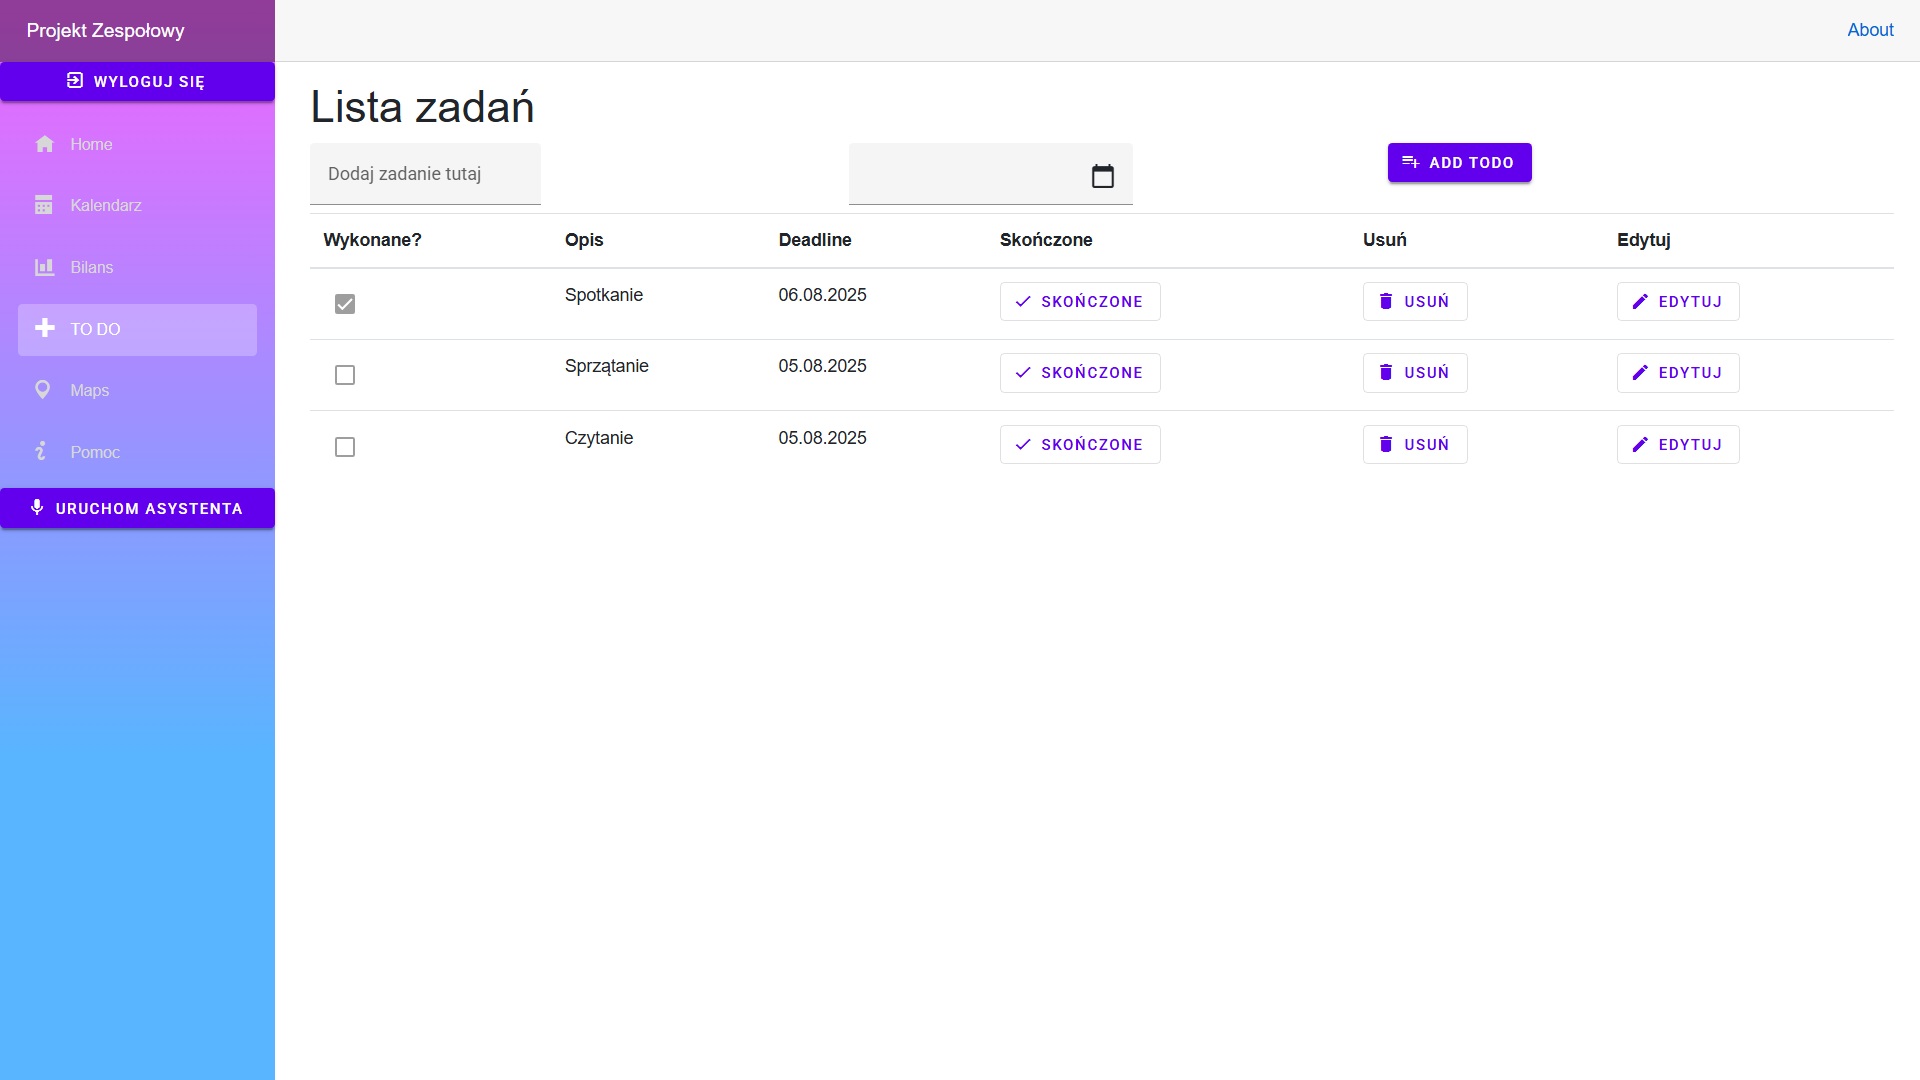 Projekt Zespołowy
About
WYLOGUJ SIĘ
Home
Kalendarz
Bilans
TO DO
Maps
Pomoc
URUCHOM ASYSTENTA
Lista zadań
Dodaj zadanie tutaj
ADD TODO
Wykonane? Opis Deadline Skończone Usuń Edytuj
Spotkanie 06.08.2025 SKOŃCZONE USUŃ EDYTUJ
Sprzątanie 05.08.2025 SKOŃCZONE USUŃ EDYTUJ
Czytanie 05.08.2025 SKOŃCZONE USUŃ EDYTUJ